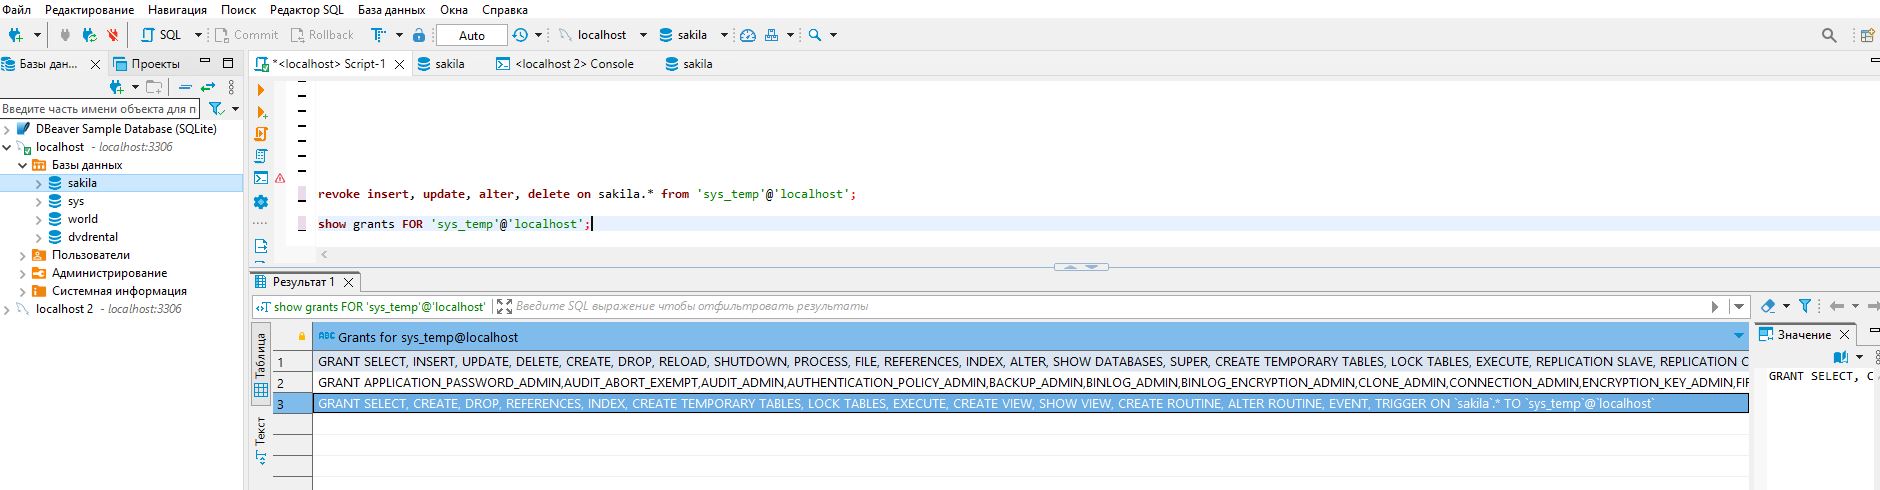 Файл Редактирование Навигация Поиск Редактор SQL База данных Окна Справка
SQL Commit Rollback Auto localhost sakila
Базы дан... Проекты *<localhost> Script-1 sakila <localhost 2> Console sakila
Введите часть имени объекта для п
DBeaver Sample Database (SQLite)
localhost - localhost:3306
Базы данных
sakila
sys
world
dvdrental
Пользователи
Администрирование
Системная информация
localhost 2 - localhost:3306
revoke insert, update, alter, delete on sakila.* from 'sys_temp'@'localhost';
show grants FOR 'sys_temp'@'localhost';
Результат 1
show grants FOR 'sys_temp'@'localhost' Введите SQL выражение чтобы отфильтровать результаты
Таблица
Текст
ABC Grants for sys_temp@localhost
1 GRANT SELECT, INSERT, UPDATE, DELETE, CREATE, DROP, RELOAD, SHUTDOWN, PROCESS, FILE, REFERENCES, INDEX, ALTER, SHOW DATABASES, SUPER, CREATE TEMPORARY TABLES, LOCK TABLES, EXECUTE, REPLICATION SLAVE, REPLICATION C
2 GRANT APPLICATION_PASSWORD_ADMIN,AUDIT_ABORT_EXEMPT,AUDIT_ADMIN,AUTHENTICATION_POLICY_ADMIN,BACKUP_ADMIN,BINLOG_ADMIN,BINLOG_ENCRYPTION_ADMIN,CLONE_ADMIN,CONNECTION_ADMIN,ENCRYPTION_KEY_ADMIN,FIR
3 GRANT SELECT, CREATE, DROP, REFERENCES, INDEX, CREATE TEMPORARY TABLES, LOCK TABLES, EXECUTE, CREATE VIEW, SHOW VIEW, CREATE ROUTINE, ALTER ROUTINE, EVENT, TRIGGER ON `sakila`.* TO `sys_temp`@`localhost`
Значение
GRANT SELECT, C